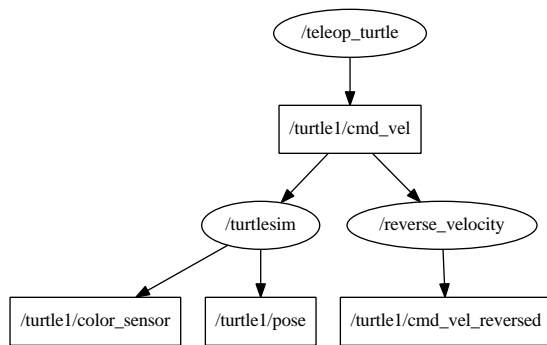 /teleop_turtle
/turtle1/cmd_vel
/turtlesim
/reverse_velocity
/turtle1/color_sensor
/turtle1/pose
/turtle1/cmd_vel_reversed